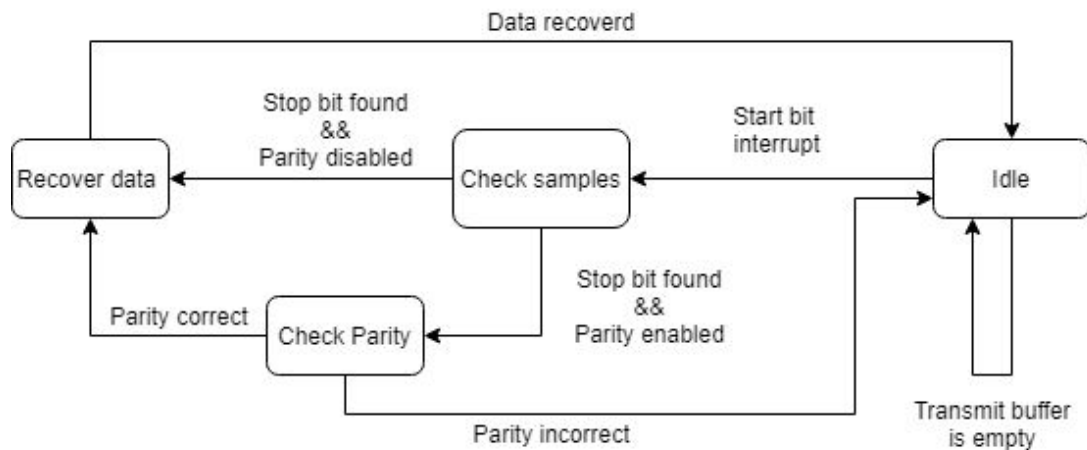 Data recoverd
Stop bit found
&&
Parity disabled
Start bit
interrupt
Recover data
Check samples
Idle
Stop bit found
&&
Parity enabled
Parity correct
Check Parity
Parity incorrect
Transmit buffer
is empty